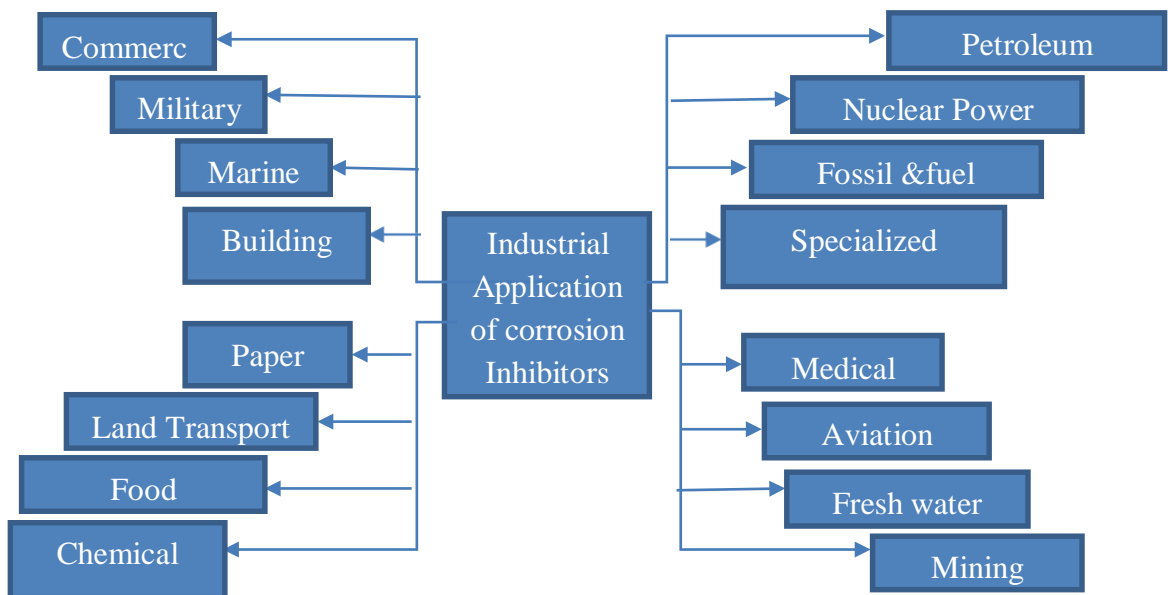 Commerc
Military
Marine
Building
Petroleum
Nuclear Power
Fossil &fuel
Specialized
Industrial
Application
of corrosion
Inhibitors
Paper
Land Transport
Food
Chemical
Medical
Aviation
Fresh water
Mining